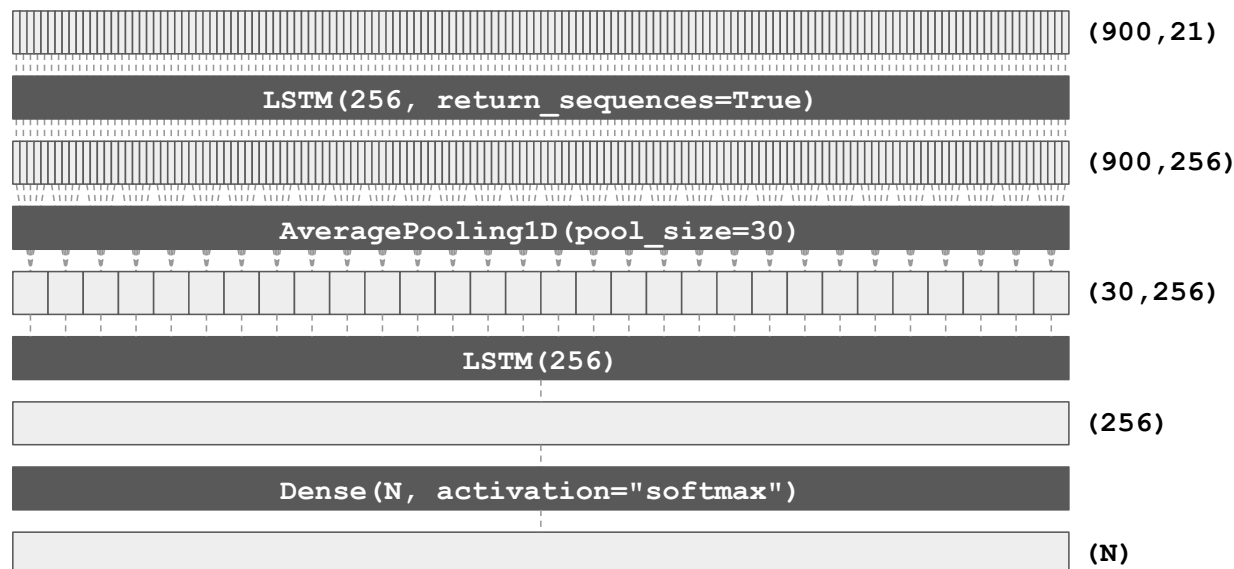 (900,21)
LSTM(256, return_sequences=True)
(900,256)
AveragePooling1D(pool_size=30)
(30,256)
LSTM(256)
(256)
Dense(N, activation="softmax")
(N)